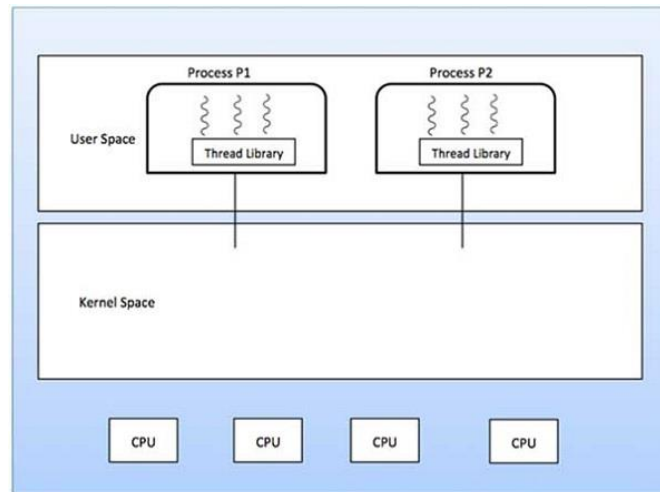 Process P1
Process P2
User Space
Thread Library
Thread Library
Kernel Space
CPU
CPU
CPU
CPU